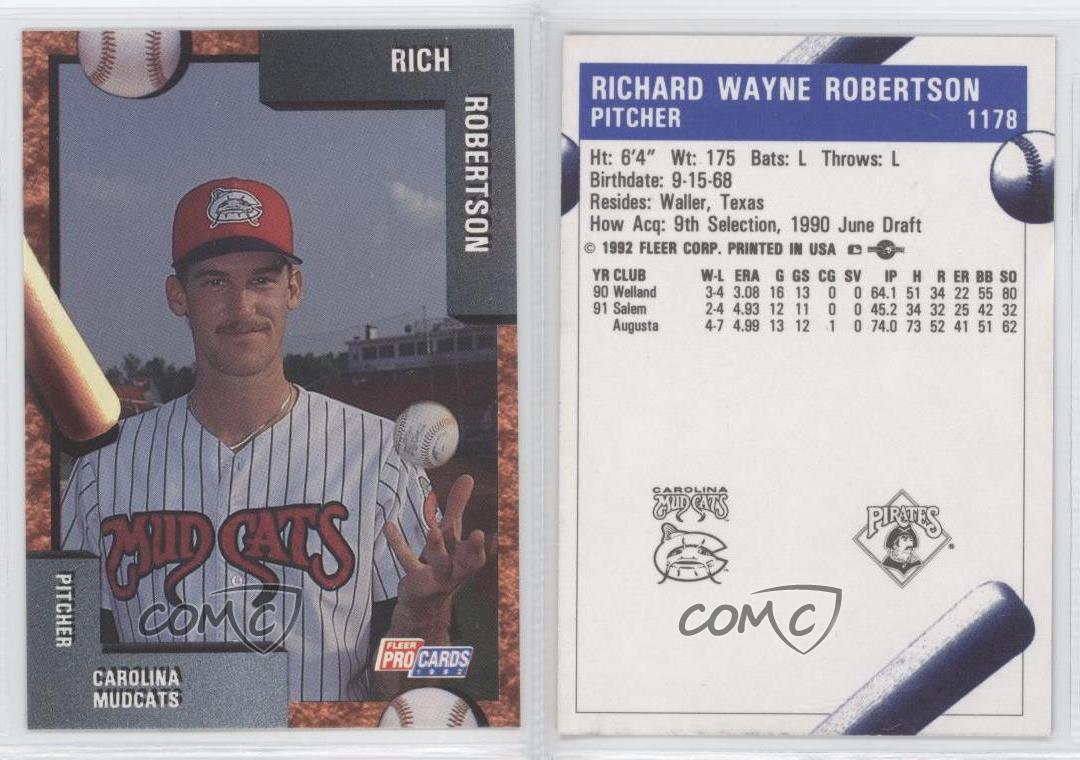 RICH
ROBERTSON
MUDCATS
PITCHER
CAROLINA
MUDCATS
FLEER
PRO CARDS
1992
COMC
RICHARD WAYNE ROBERTSON
PITCHER 1178
Ht: 6'4" Wt: 175 Bats: L Throws: L
Birthdate: 9-15-68
Resides: Waller, Texas
How Acq: 9th Selection, 1990 June Draft
© 1992 FLEER CORP. PRINTED IN USA
YR CLUB W-L ERA G GS CG SV IP H R ER BB SO
90 Welland 3-4 3.08 16 13 0 0 64.1 51 34 22 55 80
91 Salem 2-4 4.93 12 11 0 0 45.2 34 32 25 42 32
Augusta 4-7 4.99 13 12 1 0 74.0 73 52 41 51 62
CAROLINA
MUDCATS
PIRATES
COMC